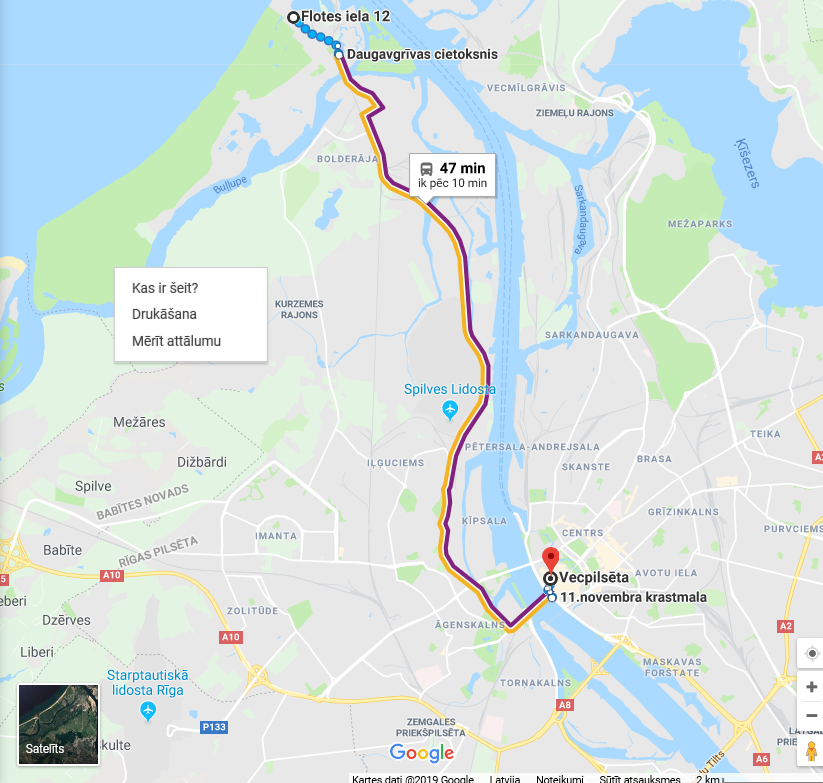 Flotes iela 12
Daugavgrīvas cietoksnis
VECMĪLGRĀVIS
ZIEMEĻU RAJONS
Ķīšezers
BOLDERĀJA
47 min
ik pēc 10 min
Buļļupe
Sarkandaugava
MEŽAPARKS
Kas ir šeit?
Drukāšana
Mērīt attālumu
KURZEMES
RAJONS
SARKANDAUGAVA
Spilves Lidosta
Mežāres
PĒTERSALA-ANDREJSALA
TEIKA
Dižbārdi
IĻĢUCIEMS
SKANSTE
BRASA
Spilve
BABĪTES NOVADS
RĪGAS PILSĒTA
ĶĪPSALA
GRĪZIŅKALNS
PURVCIEMS
IMANTA
CENTRS
Babīte
A10
Vecpilsēta
AVOTU IELA
11.novembra krastmala
Dzērves
ZOLITŪDE
ĀGENSKALNS
A2
A10
Liberi
MASKAVAS
FORŠTATE
Starptautiskā
lidosta Rīga
TORŅAKALNS
A8
P133
ZEMGALES
PRIEKŠPILSĒTA
Satelīts
Google
A6
Kartes dati ©2019 Google Latvija Noteikumi Sūtīt atsauksmes 2 km